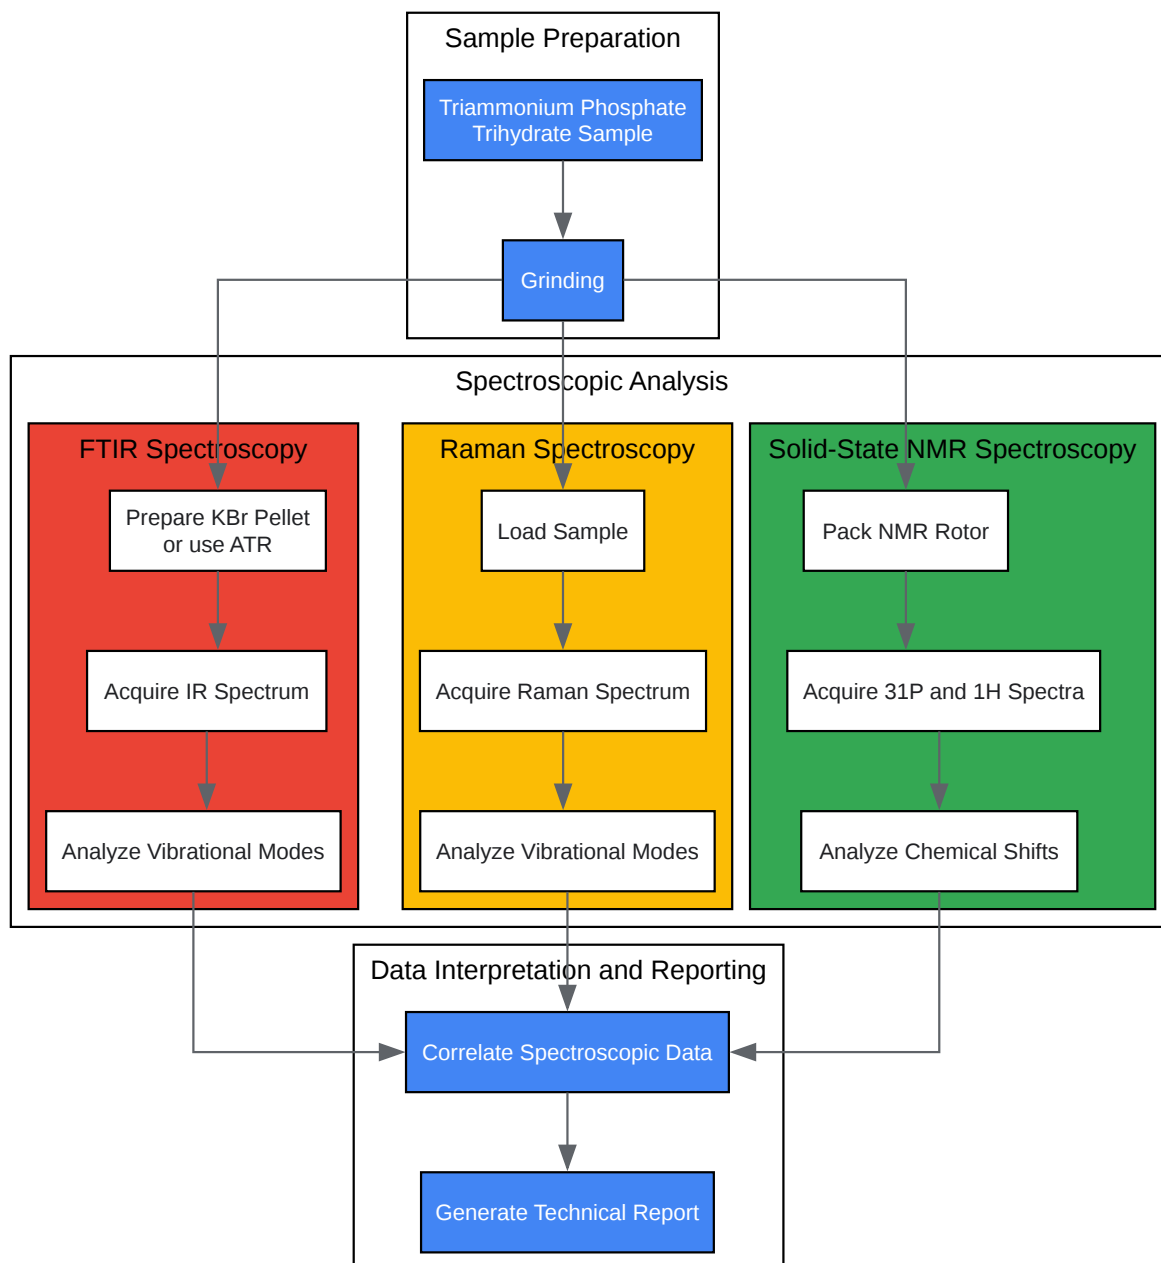 Sample Preparation
Triammonium Phosphate
Trihydrate Sample
Grinding
Spectroscopic Analysis
FTIR Spectroscopy
Prepare KBr Pellet
or use ATR
Acquire IR Spectrum
Analyze Vibrational Modes
Raman Spectroscopy
Load Sample
Acquire Raman Spectrum
Analyze Vibrational Modes
Solid-State NMR Spectroscopy
Pack NMR Rotor
Acquire 31P and 1H Spectra
Analyze Chemical Shifts
Data Interpretation and Reporting
Correlate Spectroscopic Data
Generate Technical Report